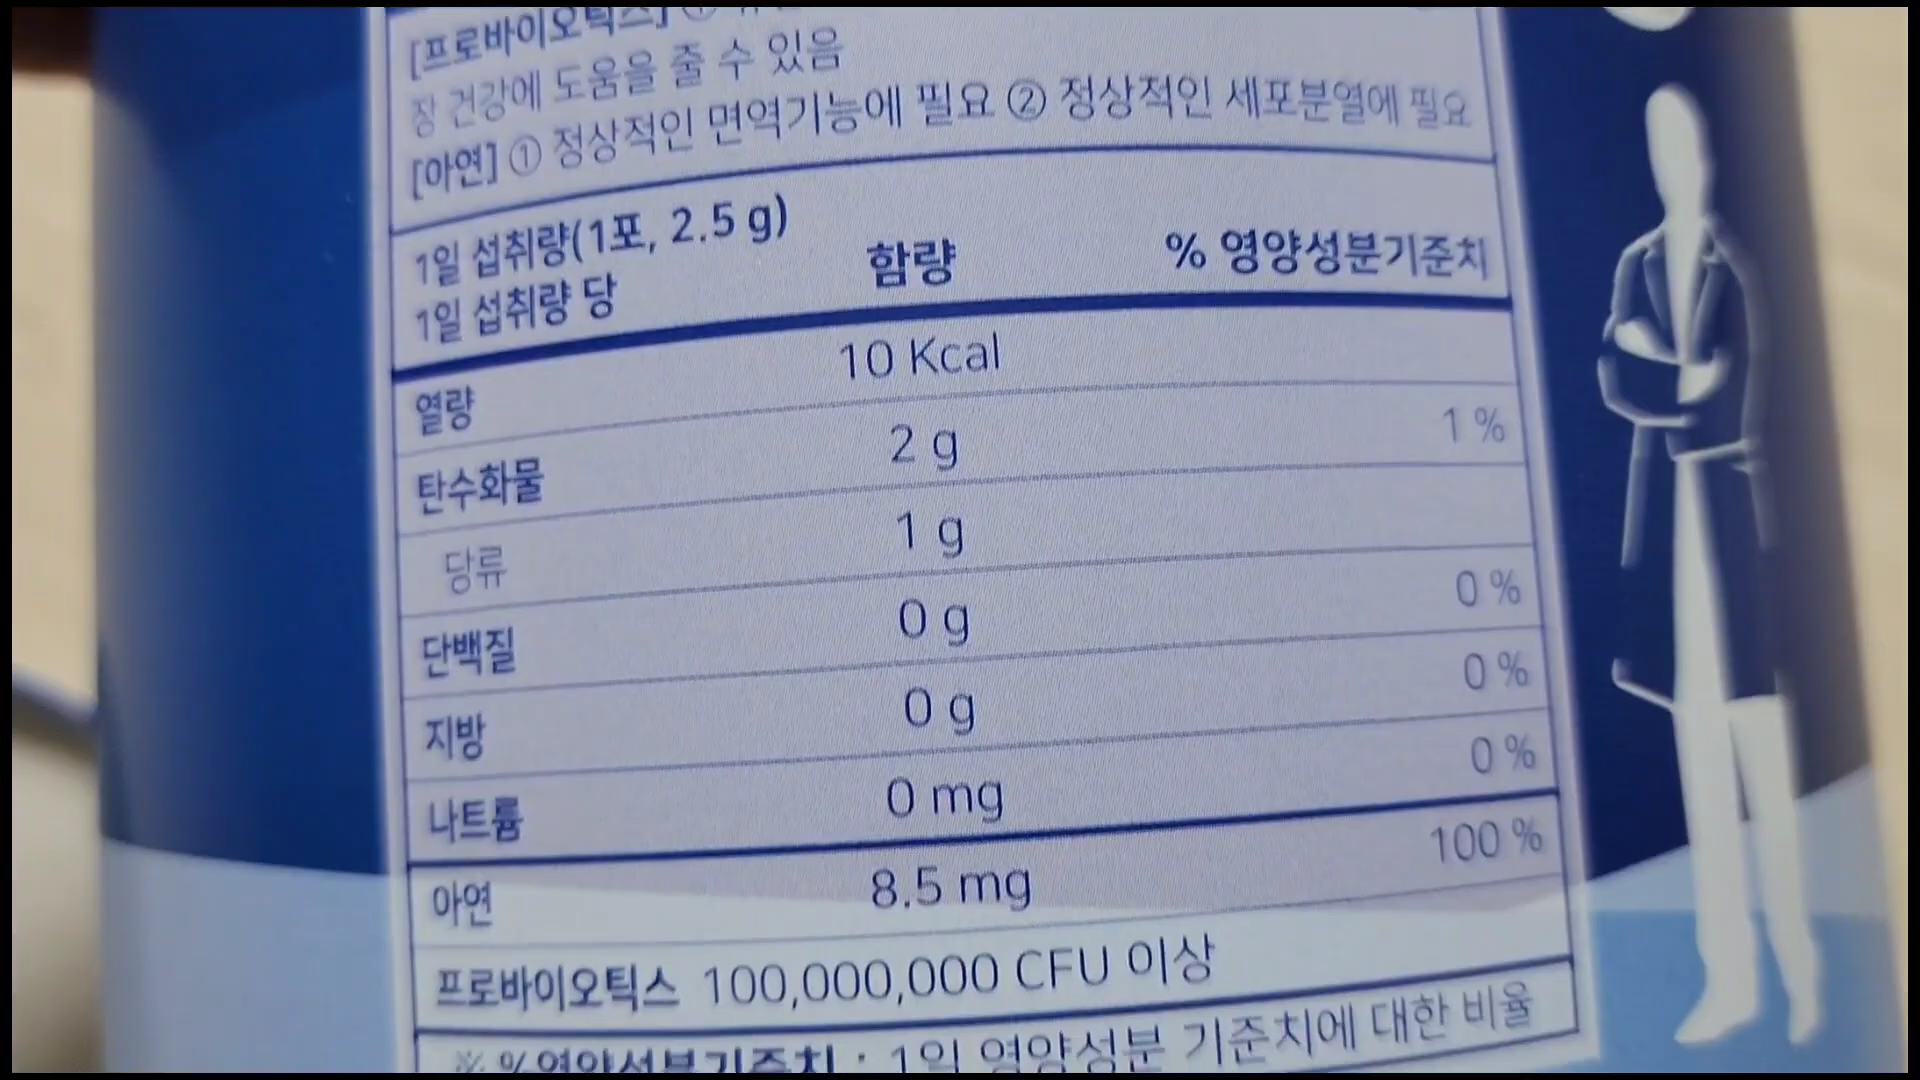 [프로바이오틱스] ①
장 건강에 도움을 줄 수 있음
[아연] ① 정상적인 면역기능에 필요 ② 정상적인 세포분열에 필요
1일 섭취량(1포, 2.5 g)
1일 섭취량 당 함량 % 영양성분기준치
열량 10 Kcal
탄수화물 2 g 1 %
당류 1 g
단백질 0 g 0 %
지방 0 g 0 %
나트륨 0 mg 0 %
아연 8.5 mg 100 %
프로바이오틱스 100,000,000 CFU 이상
※ % 영양성분기준치 : 1일 영양성분 기준치에 대한 비율